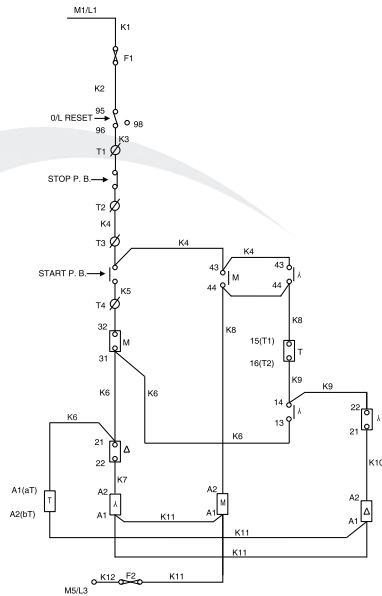 M1/L1
K1
F1
K2
95
O/L RESET
98
96
K3
T1
STOP P. B.
T2
K4
T3
K4
K4
43
M
43
⅄
START P. B.
44
44
K5
T4
K8
K8
32
M
31
15(T1)
T
16(T2)
K6
K6
K9
K9
14
⅄
13
22
⅄
21
K6
K6
21
Δ
22
K10
K7
A1(aT)
T
A2(bT)
A2
⅄
A1
A2
M
A1
A2
Δ
A1
K11
K11
K11
K12
F2
K11
M5/L3